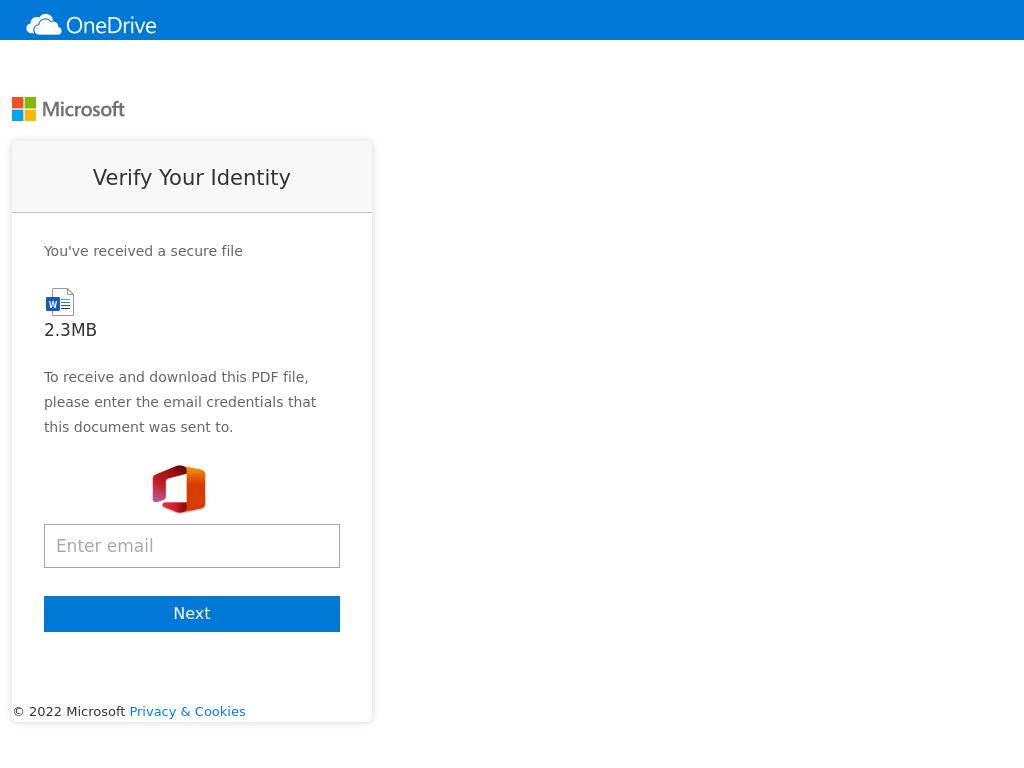 OneDrive
Microsoft
Verify Your Identity
You've received a secure file
W
2.3MB
To receive and download this PDF file,
please enter the email credentials that
this document was sent to.
Enter email
Next
© 2022 Microsoft Privacy & Cookies